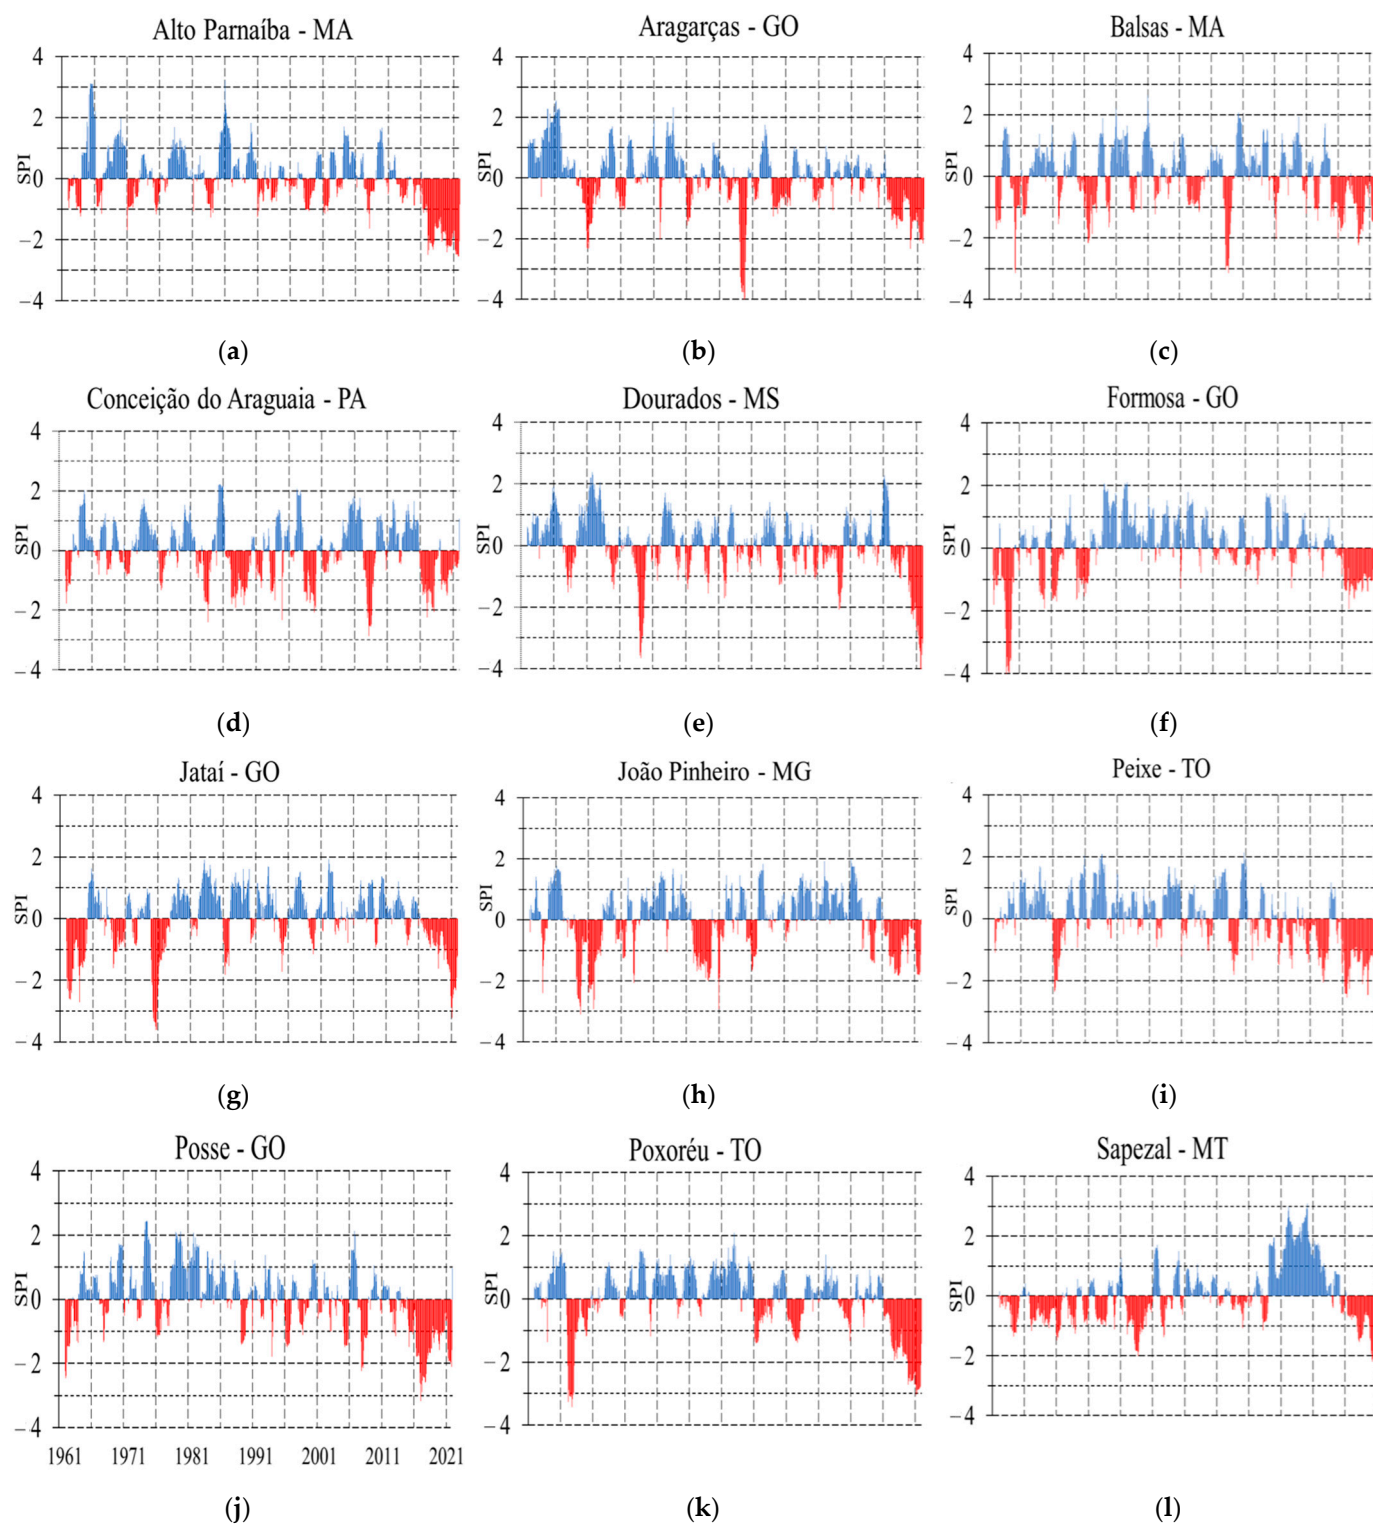 Alto Parnaíba - MA
Aragarças - GO
Balsas - MA
4
2
0
−2
−4
SPI
4
2
0
−2
−4
SPI
4
2
0
−2
−4
SPI
(a)
(b)
(c)
Conceição do Araguaia - PA
Dourados - MS
Formosa - GO
4
2
0
−2
−4
SPI
4
2
0
−2
−4
SPI
4
2
0
−2
−4
SPI
(d)
(e)
(f)
Jataí - GO
João Pinheiro - MG
Peixe - TO
4
2
0
−2
−4
SPI
4
2
0
−2
−4
SPI
4
2
0
−2
−4
SPI
(g)
(h)
(i)
Posse - GO
Poxoréu - TO
Sapezal - MT
4
2
0
−2
−4
SPI
4
2
0
−2
−4
SPI
4
2
0
−2
−4
SPI
1961 1971 1981 1991 2001 2011 2021
(j)
(k)
(l)